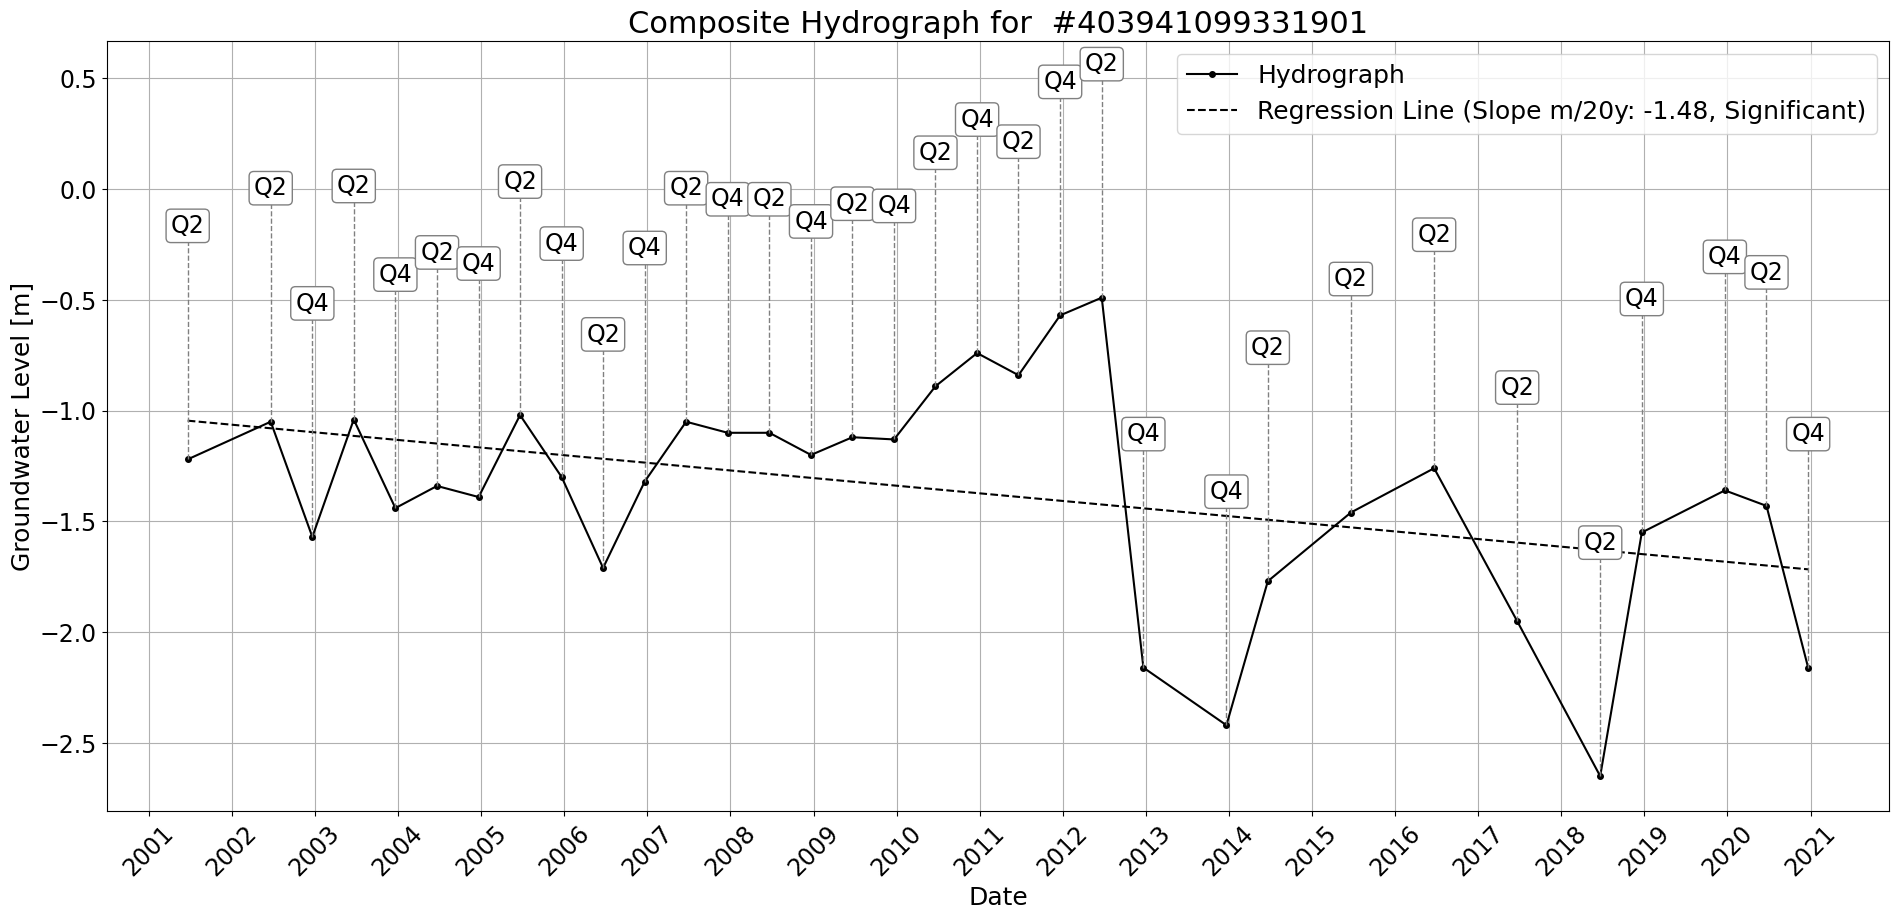 Composite Hydrograph for  #403941099331901
Hydrograph
Regression Line (Slope m/20y: -1.48, Significant)
Groundwater Level [m]
0.5
0.0
−0.5
−1.0
−1.5
−2.0
−2.5
Q2
Q2
Q4
Q2
Q4
Q2
Q4
Q2
Q4
Q2
Q4
Q2
Q4
Q2
Q4
Q2
Q4
Q2
Q4
Q2
Q4
Q2
Q4
Q4
Q2
Q2
Q2
Q2
Q2
Q4
Q4
Q2
Q4
2001
2002
2003
2004
2005
2006
2007
2008
2009
2010
2011
2012
2013
2014
2015
2016
2017
2018
2019
2020
2021
Date